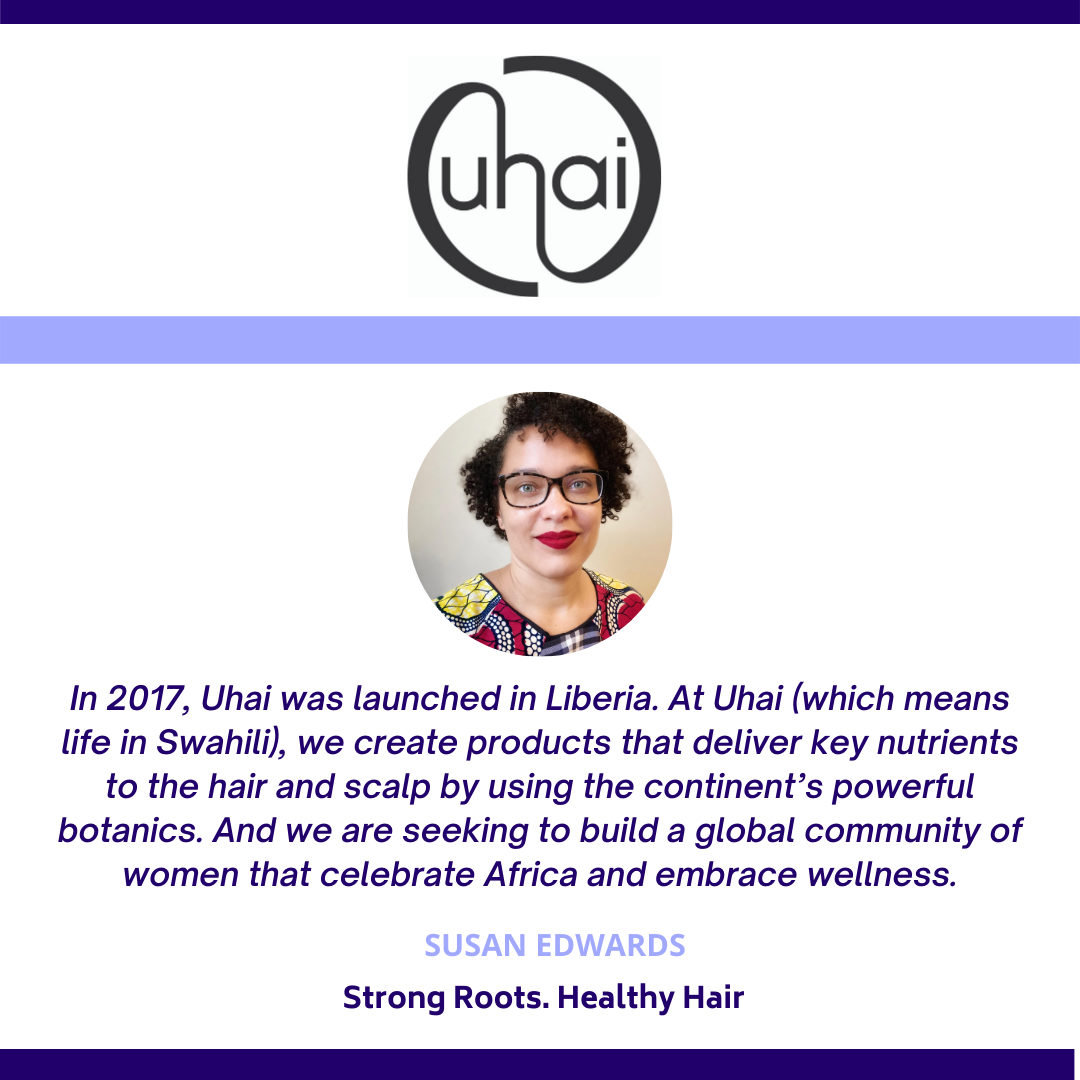 uhai
In 2017, Uhai was launched in Liberia. At Uhai (which means
life in Swahili), we create products that deliver key nutrients
to the hair and scalp by using the continent’s powerful
botanics. And we are seeking to build a global community of
women that celebrate Africa and embrace wellness.
SUSAN EDWARDS
Strong Roots. Healthy Hair